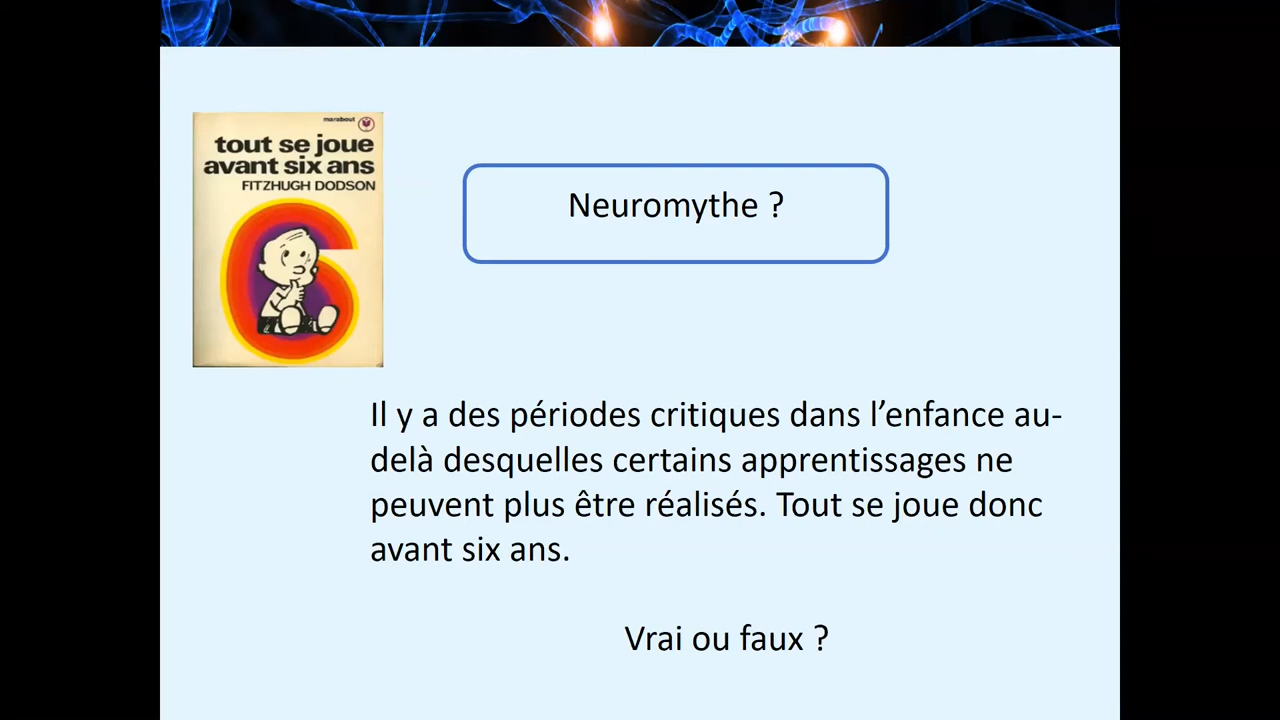 marabout
tout se joue
avant six ans
FITZHUGH DODSON
Neuromythe ?
Il y a des périodes critiques dans l’enfance au-
delà desquelles certains apprentissages ne
peuvent plus être réalisés. Tout se joue donc
avant six ans.
Vrai ou faux ?